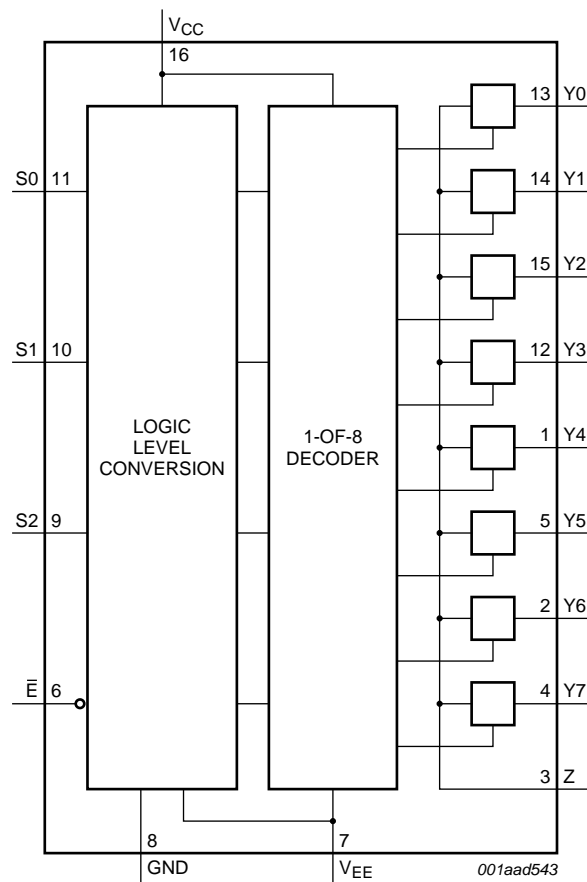 VCC
16
13 Y0
S0 11
14 Y1
15 Y2
S1 10
12 Y3
LOGIC
LEVEL
CONVERSION
1-OF-8
DECODER
1 Y4
S2 9
5 Y5
2 Y6
E̅ 6
4 Y7
3 Z
8
GND
7
VEE
001aad543